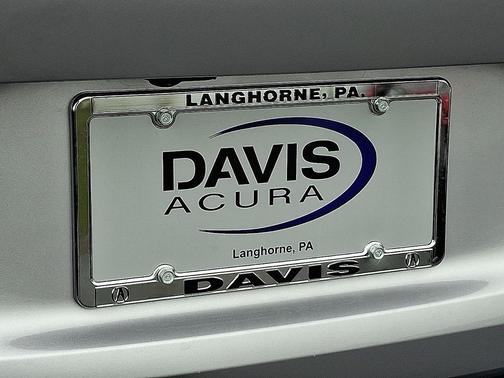 LANGHORNE, PA.
DAVIS
ACURA
Langhorne, PA
DAVIS